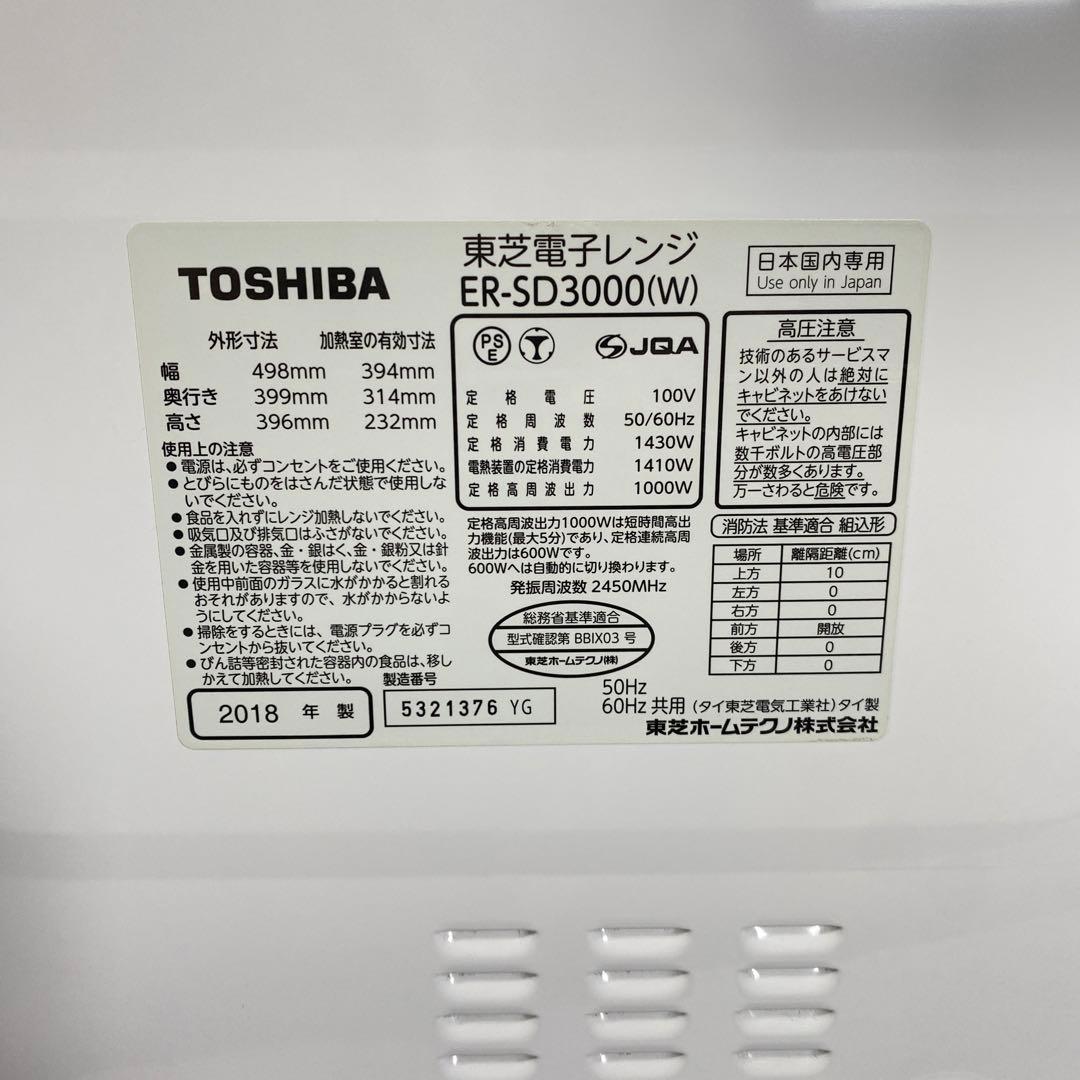 TOSHIBA
東芝電子レンジ
ER-SD3000(W)
日本国内専用
Use only in Japan
外形寸法 加熱室の有効寸法
幅 498mm 394mm
奥行き 399mm 314mm
高さ 396mm 232mm
使用上の注意
● 電源は、必ずコンセントをご使用ください。
● とびらにものをはさんだ状態で使用しな
いでください。
● 食品を入れずにレンジ加熱しないでください。
● 吸気口及び排気口はふさがないでください。
● 金属製の容器、金・銀はく、金・銀粉又は針
金を用いた容器等を使用しないでください。
● 使用中前面のガラスに水がかかると割れる
おそれがありますので、水がかからないよ
うにしてください。
● 掃除をするときには、電源プラグを必ずコ
ンセントから抜いてください。
● びん詰等密封された容器内の食品は、移し
かえて加熱してください。
PS
E
JQA
定格電圧 100V
定格周波数 50/60Hz
定格消費電力 1430W
電熱装置の定格消費電力 1410W
定格高周波出力 1000W
定格高周波出力1000Wは短時間高出
力機能(最大5分)であり、定格連続高周
波出力は600Wです。
600Wへは自動的に切り換わります。
発振周波数 2450MHz
総務省基準適合
型式確認第 BBIX03 号
東芝ホームテクノ(株)
高圧注意
技術のあるサービスマ
ン以外の人は絶対に
キャビネットをあけない
でください。
キャビネットの内部には
数千ボルトの高電圧部
分が数多くあります。
万一さわると危険です。
消防法 基準適合 組込形
場所 離隔距離(cm)
上方 10
左方 0
右方 0
前方 開放
後方 0
下方 0
2018 年 製
製造番号
5321376 YG
50Hz
60Hz 共用 (タイ東芝電気工業社)タイ製
東芝ホームテクノ株式会社